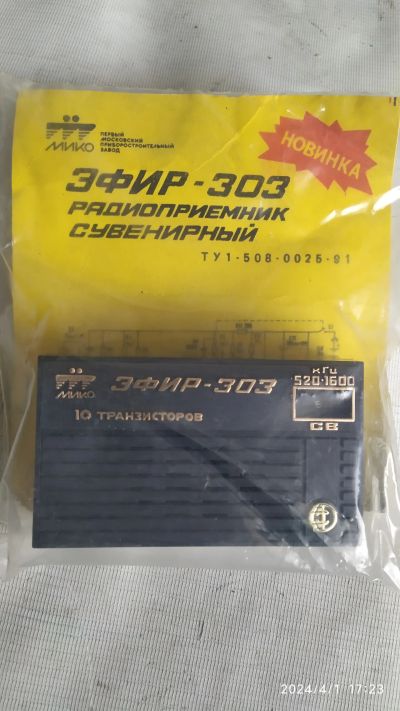 МИКО
ПЕРВЫЙ
МОСКОВСКИЙ
ПРИБОРОСТРОИТЕЛЬНЫЙ
ЗАВОД
НОВИНКА
ЭФИР-303
РАДИОПРИЕМНИК
СУВЕНИРНЫЙ
ТУ1-508-0025-91
МИКО
ЭФИР-303
кГц
520-1600
10 ТРАНЗИСТОРОВ
СВ
2024/4/1 17:23